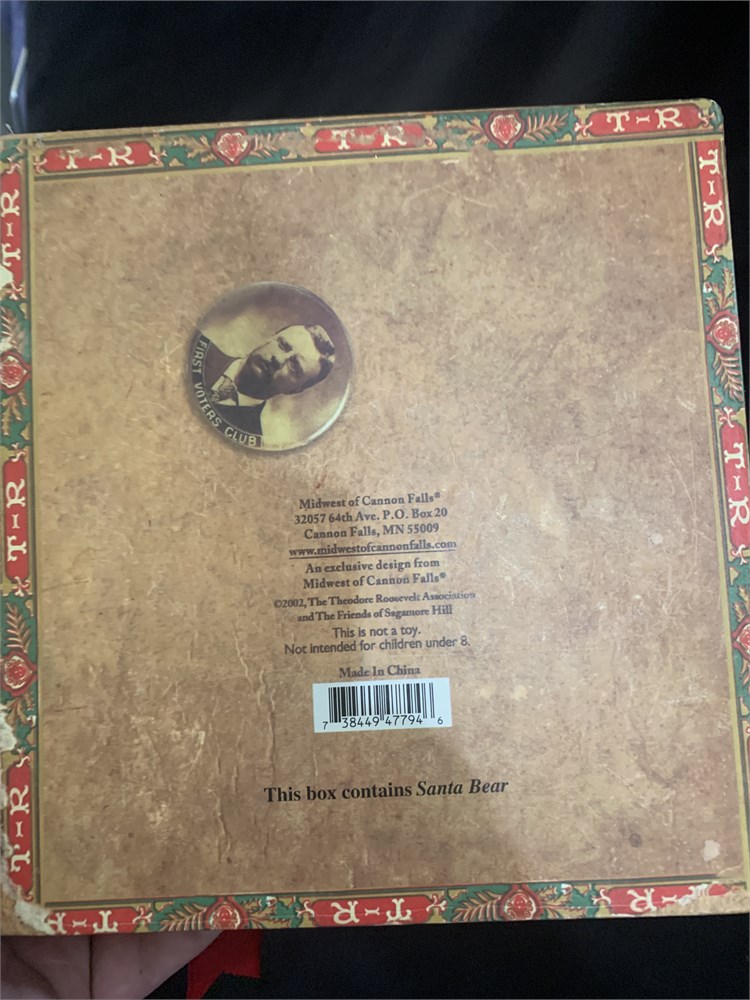 T-R T-R T-R
FIRST VOTERS CLUB
Midwest of Cannon Falls®
32057 64th Ave. P.O. Box 20
Cannon Falls, MN 55009
www.midwestofcannonfalls.com
An exclusive design from
Midwest of Cannon Falls®
©2002, The Theodore Roosevelt Association
and The Friends of Sagamore Hill
This is not a toy.
Not intended for children under 8.
Made In China
7 38449 47794 6
This box contains Santa Bear
T-R
T-R
T-R
T-R
T-R
T-R
T-R